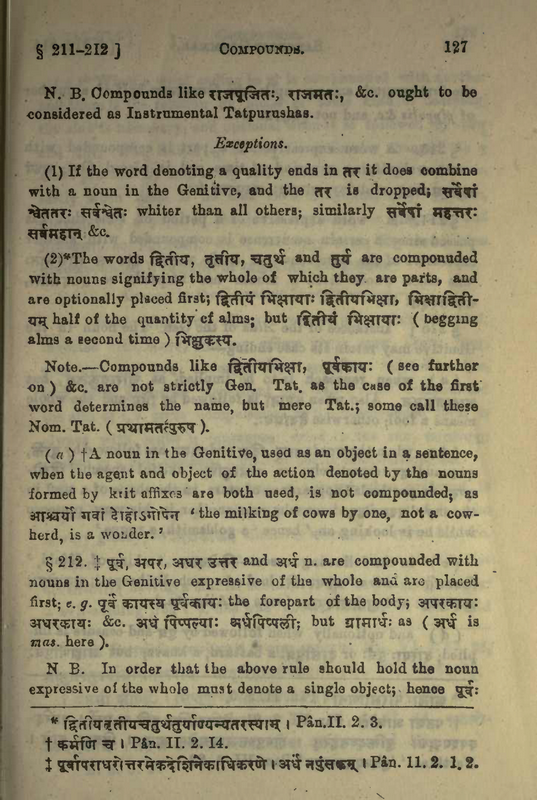 § 211-212 ] COMPOUNDS. 127
N. B. Compounds like राजपूजितः, राजमतः, &c. ought to be
considered as Instrumental Tatpurushas.
Exceptions.
(1) If the word denoting a quality ends in तर it does combine
with a noun in the Genitive, and the तर is dropped; सर्वेषां
श्वेततरः सर्वश्वेतः whiter than all others; similarly सर्वेषां महत्तरः
सर्वमहान् &c.
(2)*The words द्वितीय, तृतीय, चतुर्थ and तुर्य are compounded
with nouns signifying the whole of which they are parts, and
are optionally placed first; द्वितीयं भिक्षायाः द्वितीयभिक्षा, भिक्षाद्विती-
यम् half of the quantity of alms; but द्वितीयं भिक्षायाः ( begging
alms a second time ) भिक्षुकस्य.
Note.—Compounds like द्वितीयभिक्षा, पूर्वकायः ( see further
on ) &c. are not strictly Gen. Tat. as the case of the first
word determines the name, but mere Tat.; some call these
Nom. Tat. ( प्रथामतत्पुरुष ).
( a ) †A noun in the Genitive, used as an object in a sentence,
when the agent and object of the action denoted by the nouns
formed by krit affixes are both used, is not compounded; as
आश्चर्यो गवां दोहोऽगोपेन ' the milking of cows by one, not a cow-
herd, is a wonder. '
§ 212. ‡ पूर्व, अपर, अधर उत्तर and अर्ध n. are compounded with
nouns in the Genitive expressive of the whole and are placed
first; e. g. पूर्वं कायस्य पूर्वकायः the forepart of the body; अपरकायः
अधरकायः &c. अर्धं पिप्पल्याः अर्धपिप्पली; but ग्रामार्धः as ( अर्ध is
mas. here ).
N B. In order that the above rule should hold the noun
expressive of the whole must denote a single object; hence पूर्वः
* द्वितीयतृतीयचतुर्थतुर्याण्यन्यतरस्याम् । Pân.II. 2. 3.
† कर्मणि च । Pân. II. 2. 14.
‡ पूर्वापराधरोत्तरमेकदेशिनैकाधिकरणे । अर्धं नपुंसकम् । Pân. 11. 2. 1. 2.